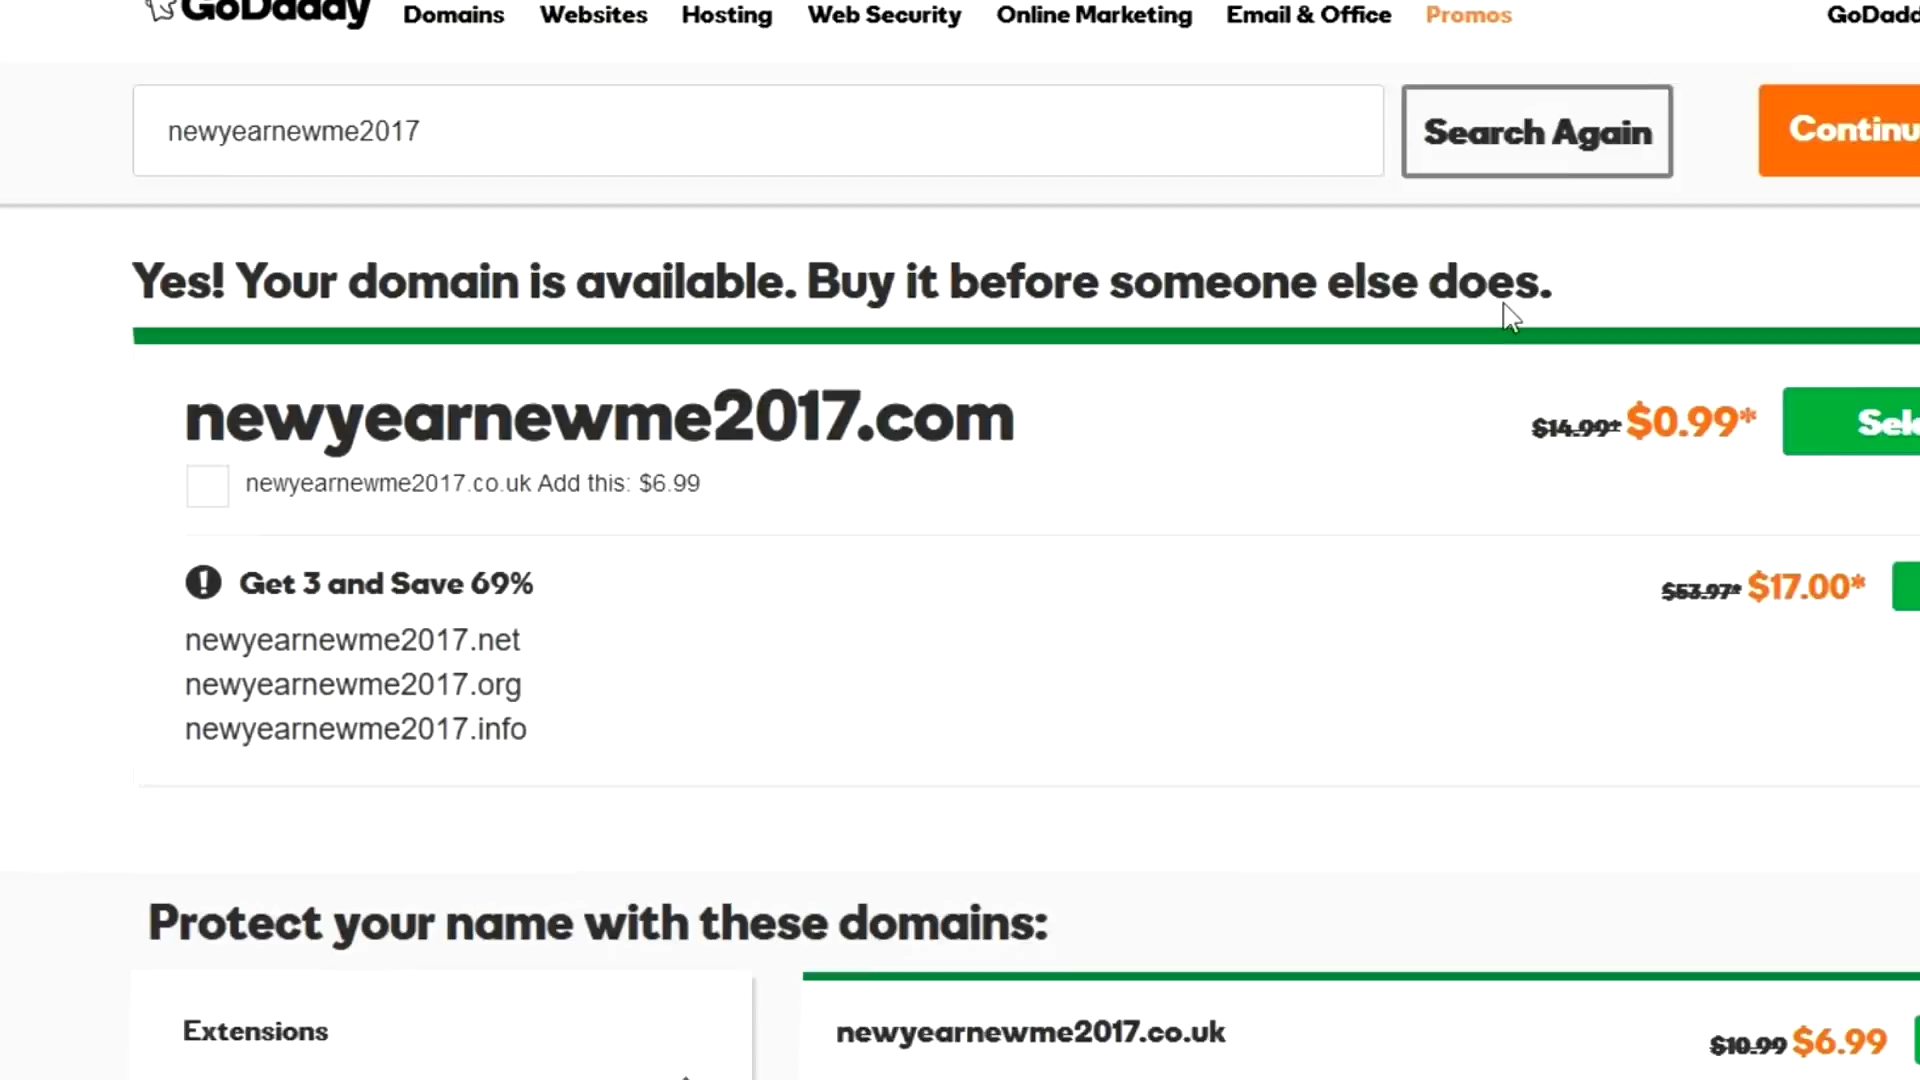 GoDaddy Domains Websites Hosting Web Security Online Marketing Email & Office Promos
newyearnewme2017 Search Again
Yes! Your domain is available. Buy it before someone else does.
newyearnewme2017.com $14.99* $0.99*
newyearnewme2017.co.uk Add this: $6.99
Get 3 and Save 69% $53.97* $17.00*
newyearnewme2017.net
newyearnewme2017.org
newyearnewme2017.info
Protect your name with these domains:
Extensions
newyearnewme2017.co.uk $10.99 $6.99